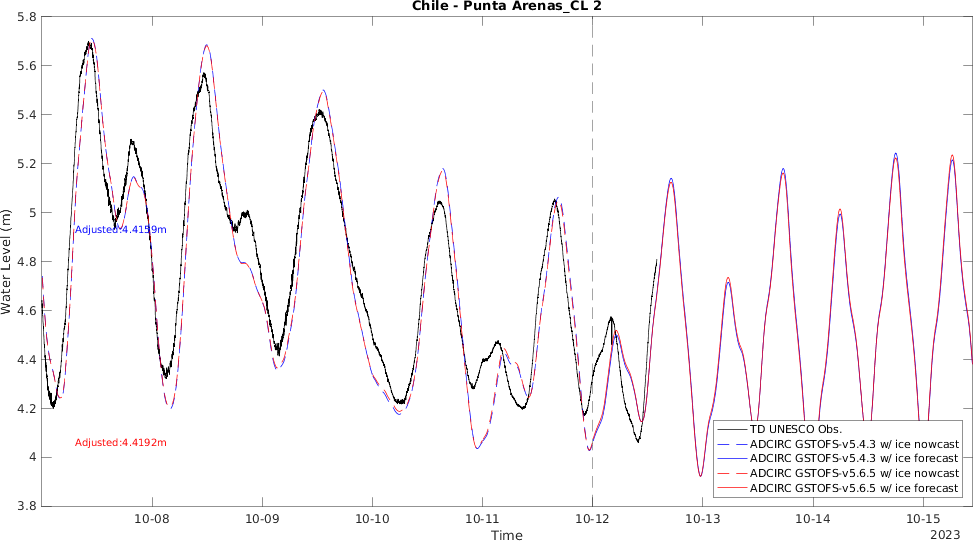 Chile - Punta Arenas_CL 2
5.8
5.6
5.4
5.2
5
4.8
4.6
4.4
4.2
4
3.8
Water Level (m)
Adjusted:4.4159m
Adjusted:4.4192m
TD UNESCO Obs.
ADCIRC GSTOFS-v5.4.3 w/ ice nowcast
ADCIRC GSTOFS-v5.4.3 w/ ice forecast
ADCIRC GSTOFS-v5.6.5 w/ ice nowcast
ADCIRC GSTOFS-v5.6.5 w/ ice forecast
10-08 10-09 10-10 10-11 10-12 10-13 10-14 10-15
Time
2023